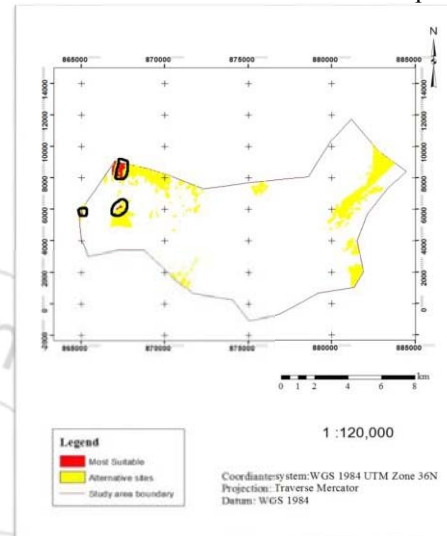 N
865000 870000 875000 880000 885000
14000 14000
12000 12000
10000 10000
8000 8000
6000 6000
4000 4000
2000 2000
0 0
-2000 -2000
865000 870000 875000 880000 885000
km
0 1 2 4 6 8
1 :120,000
Legend
Most Suitable
Alternative sites
Study area boundary
Coordiante system: WGS 1984 UTM Zone 36N
Projection: Traverse Mercator
Datum: WGS 1984